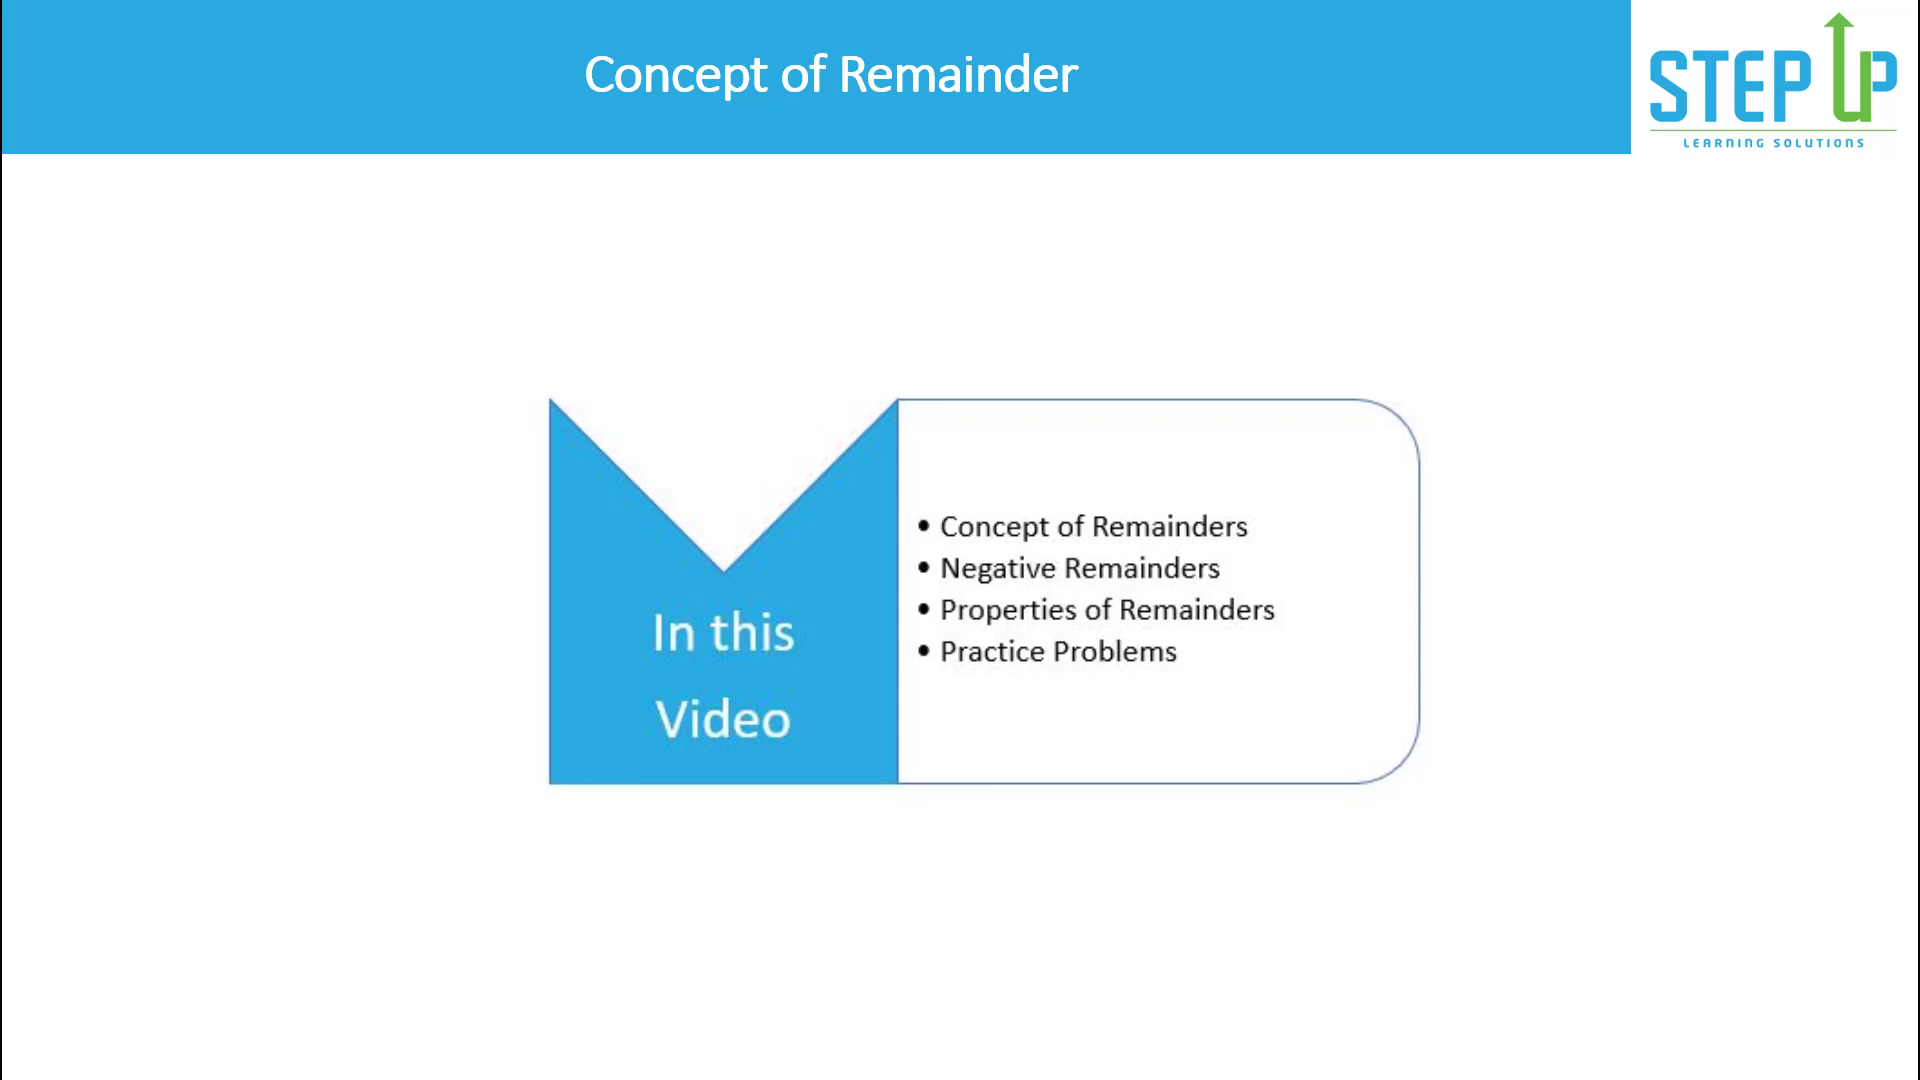 Concept of Remainder
STEP UP
LEARNING SOLUTIONS
In this
Video
• Concept of Remainders
• Negative Remainders
• Properties of Remainders
• Practice Problems